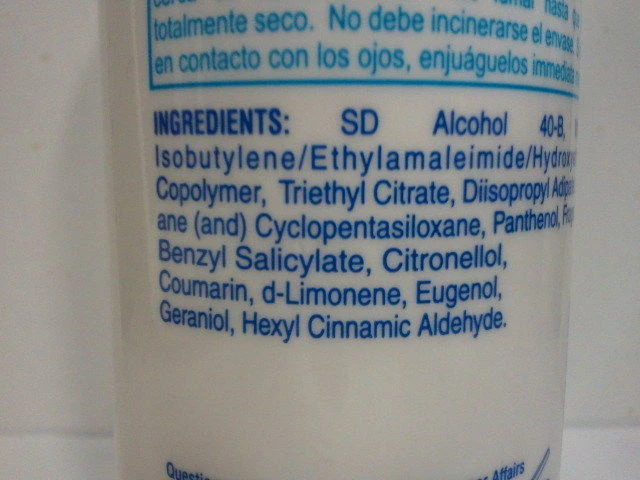 totalmente seco. No debe incinerarse el envase.
en contacto con los ojos, enjuáguelos
INGREDIENTS: SD Alcohol 40-B,
Isobutylene/Ethylamaleimide/
Copolymer, Triethyl Citrate, Diisopropyl
ane (and) Cyclopentasiloxane, Panthenol,
Benzyl Salicylate, Citronellol,
Coumarin, d-Limonene, Eugenol,
Geraniol, Hexyl Cinnamic Aldehyde.
Affairs